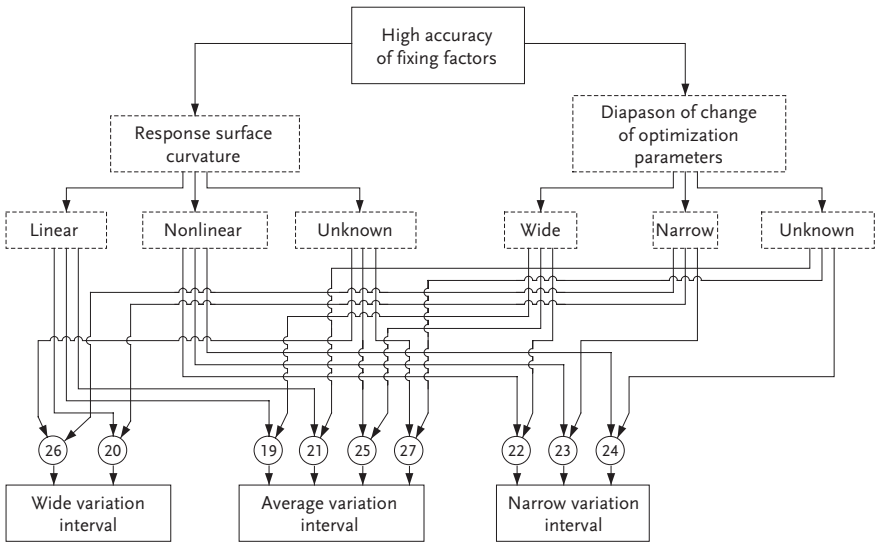 High accuracy
of fixing factors
Response surface
curvature
Diapason of change
of optimization
parameters
Linear
Nonlinear
Unknown
Wide
Narrow
Unknown
26
20
19
21
25
27
22
23
24
Wide variation
interval
Average variation
interval
Narrow variation
interval